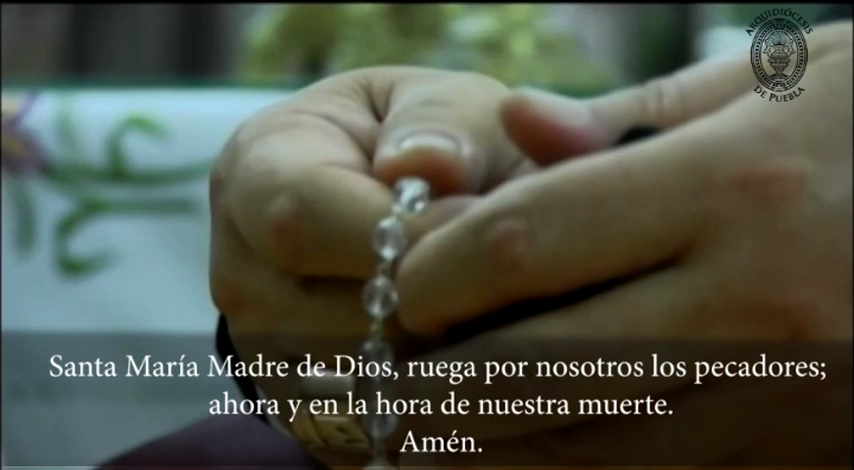 ARQUIDIÓCESIS
DE PUEBLA
Santa María Madre de Dios, ruega por nosotros los pecadores;
ahora y en la hora de nuestra muerte.
Amén.